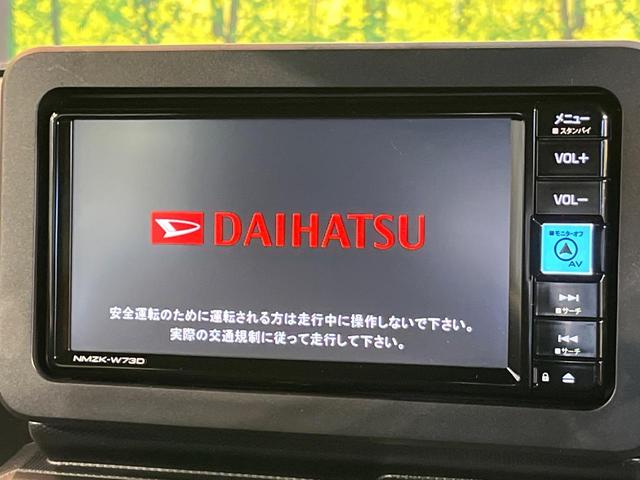 DAIHATSU
安全運転のために運転される方は走行中に操作しないで下さい。
実際の交通規制に従って走行して下さい。
NMZK-W73D
メニュー
スタンバイ
VOL+
VOL−
モニターオフ
AV
サーチ
サーチ